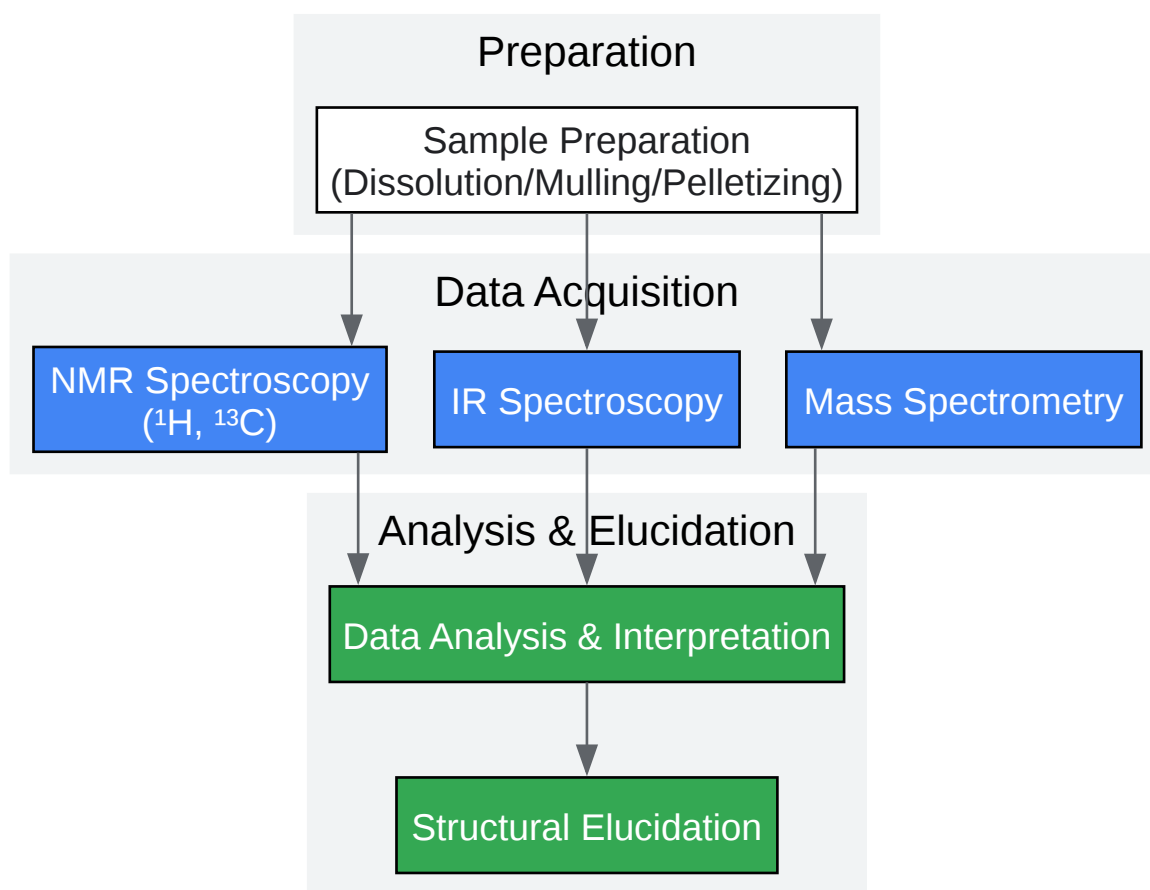 Preparation
Sample Preparation
(Dissolution/Mulling/Pelletizing)
Data Acquisition
NMR Spectroscopy
(¹H, ¹³C)
IR Spectroscopy
Mass Spectrometry
Analysis & Elucidation
Data Analysis & Interpretation
Structural Elucidation